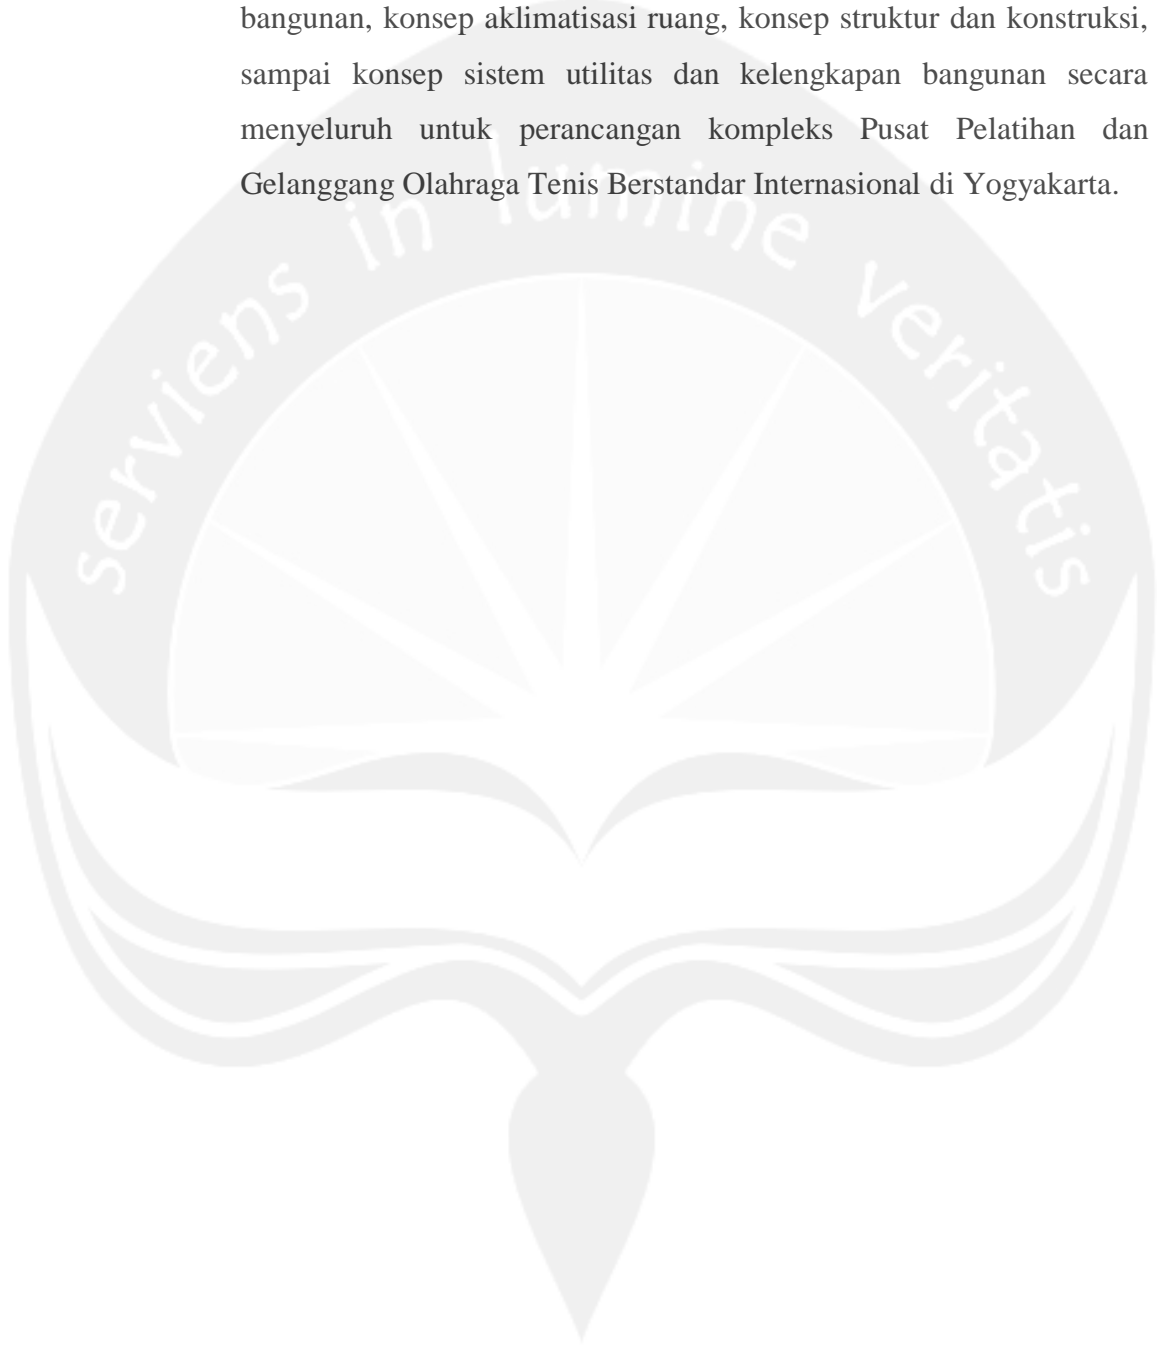 bangunan, konsep aklimatisasi ruang, konsep struktur dan konstruksi,
sampai konsep sistem utilitas dan kelengkapan bangunan secara
menyeluruh untuk perancangan kompleks Pusat Pelatihan dan
Gelanggang Olahraga Tenis Berstandar Internasional di Yogyakarta.
serviens in lumine veritatis